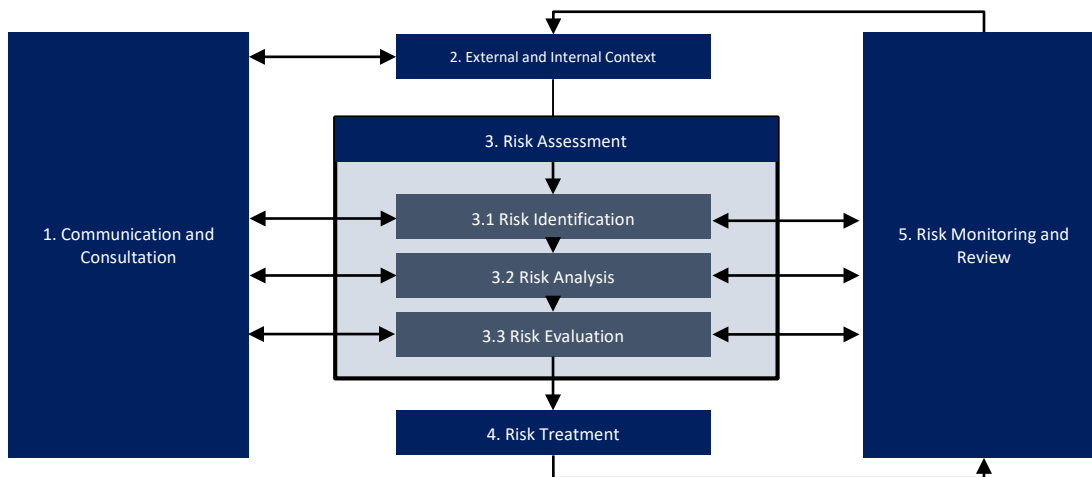 2. External and Internal Context
3. Risk Assessment
3.1 Risk Identification
1. Communication and
Consultation
5. Risk Monitoring and
Review
3.2 Risk Analysis
3.3 Risk Evaluation
4. Risk Treatment